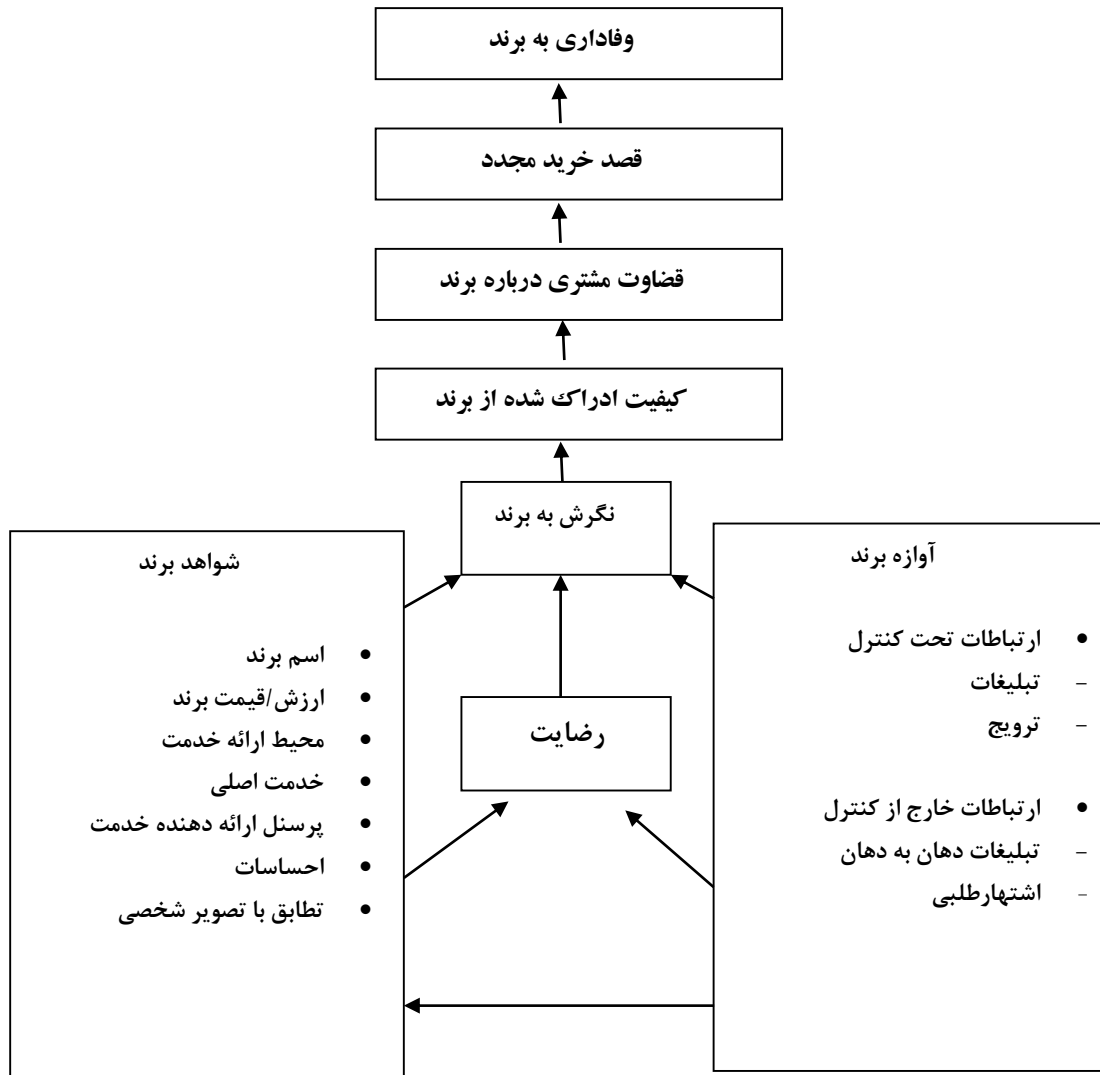 وفاداری به برند
قصد خرید مجدد
قضاوت مشتری درباره برند
کیفیت ادراک شده از برند
نگرش به برند
آوازه برند
• ارتباطات تحت کنترل
– تبلیغات
– ترویج
• ارتباطات خارج از کنترل
– تبلیغات دهان به دهان
– اشتهارطلبی
رضایت
شواهد برند
• اسم برند
• ارزش/قیمت برند
• محیط ارائه خدمت
• خدمت اصلی
• پرسنل ارائه دهنده خدمت
• احساسات
• تطابق با تصویر شخصی